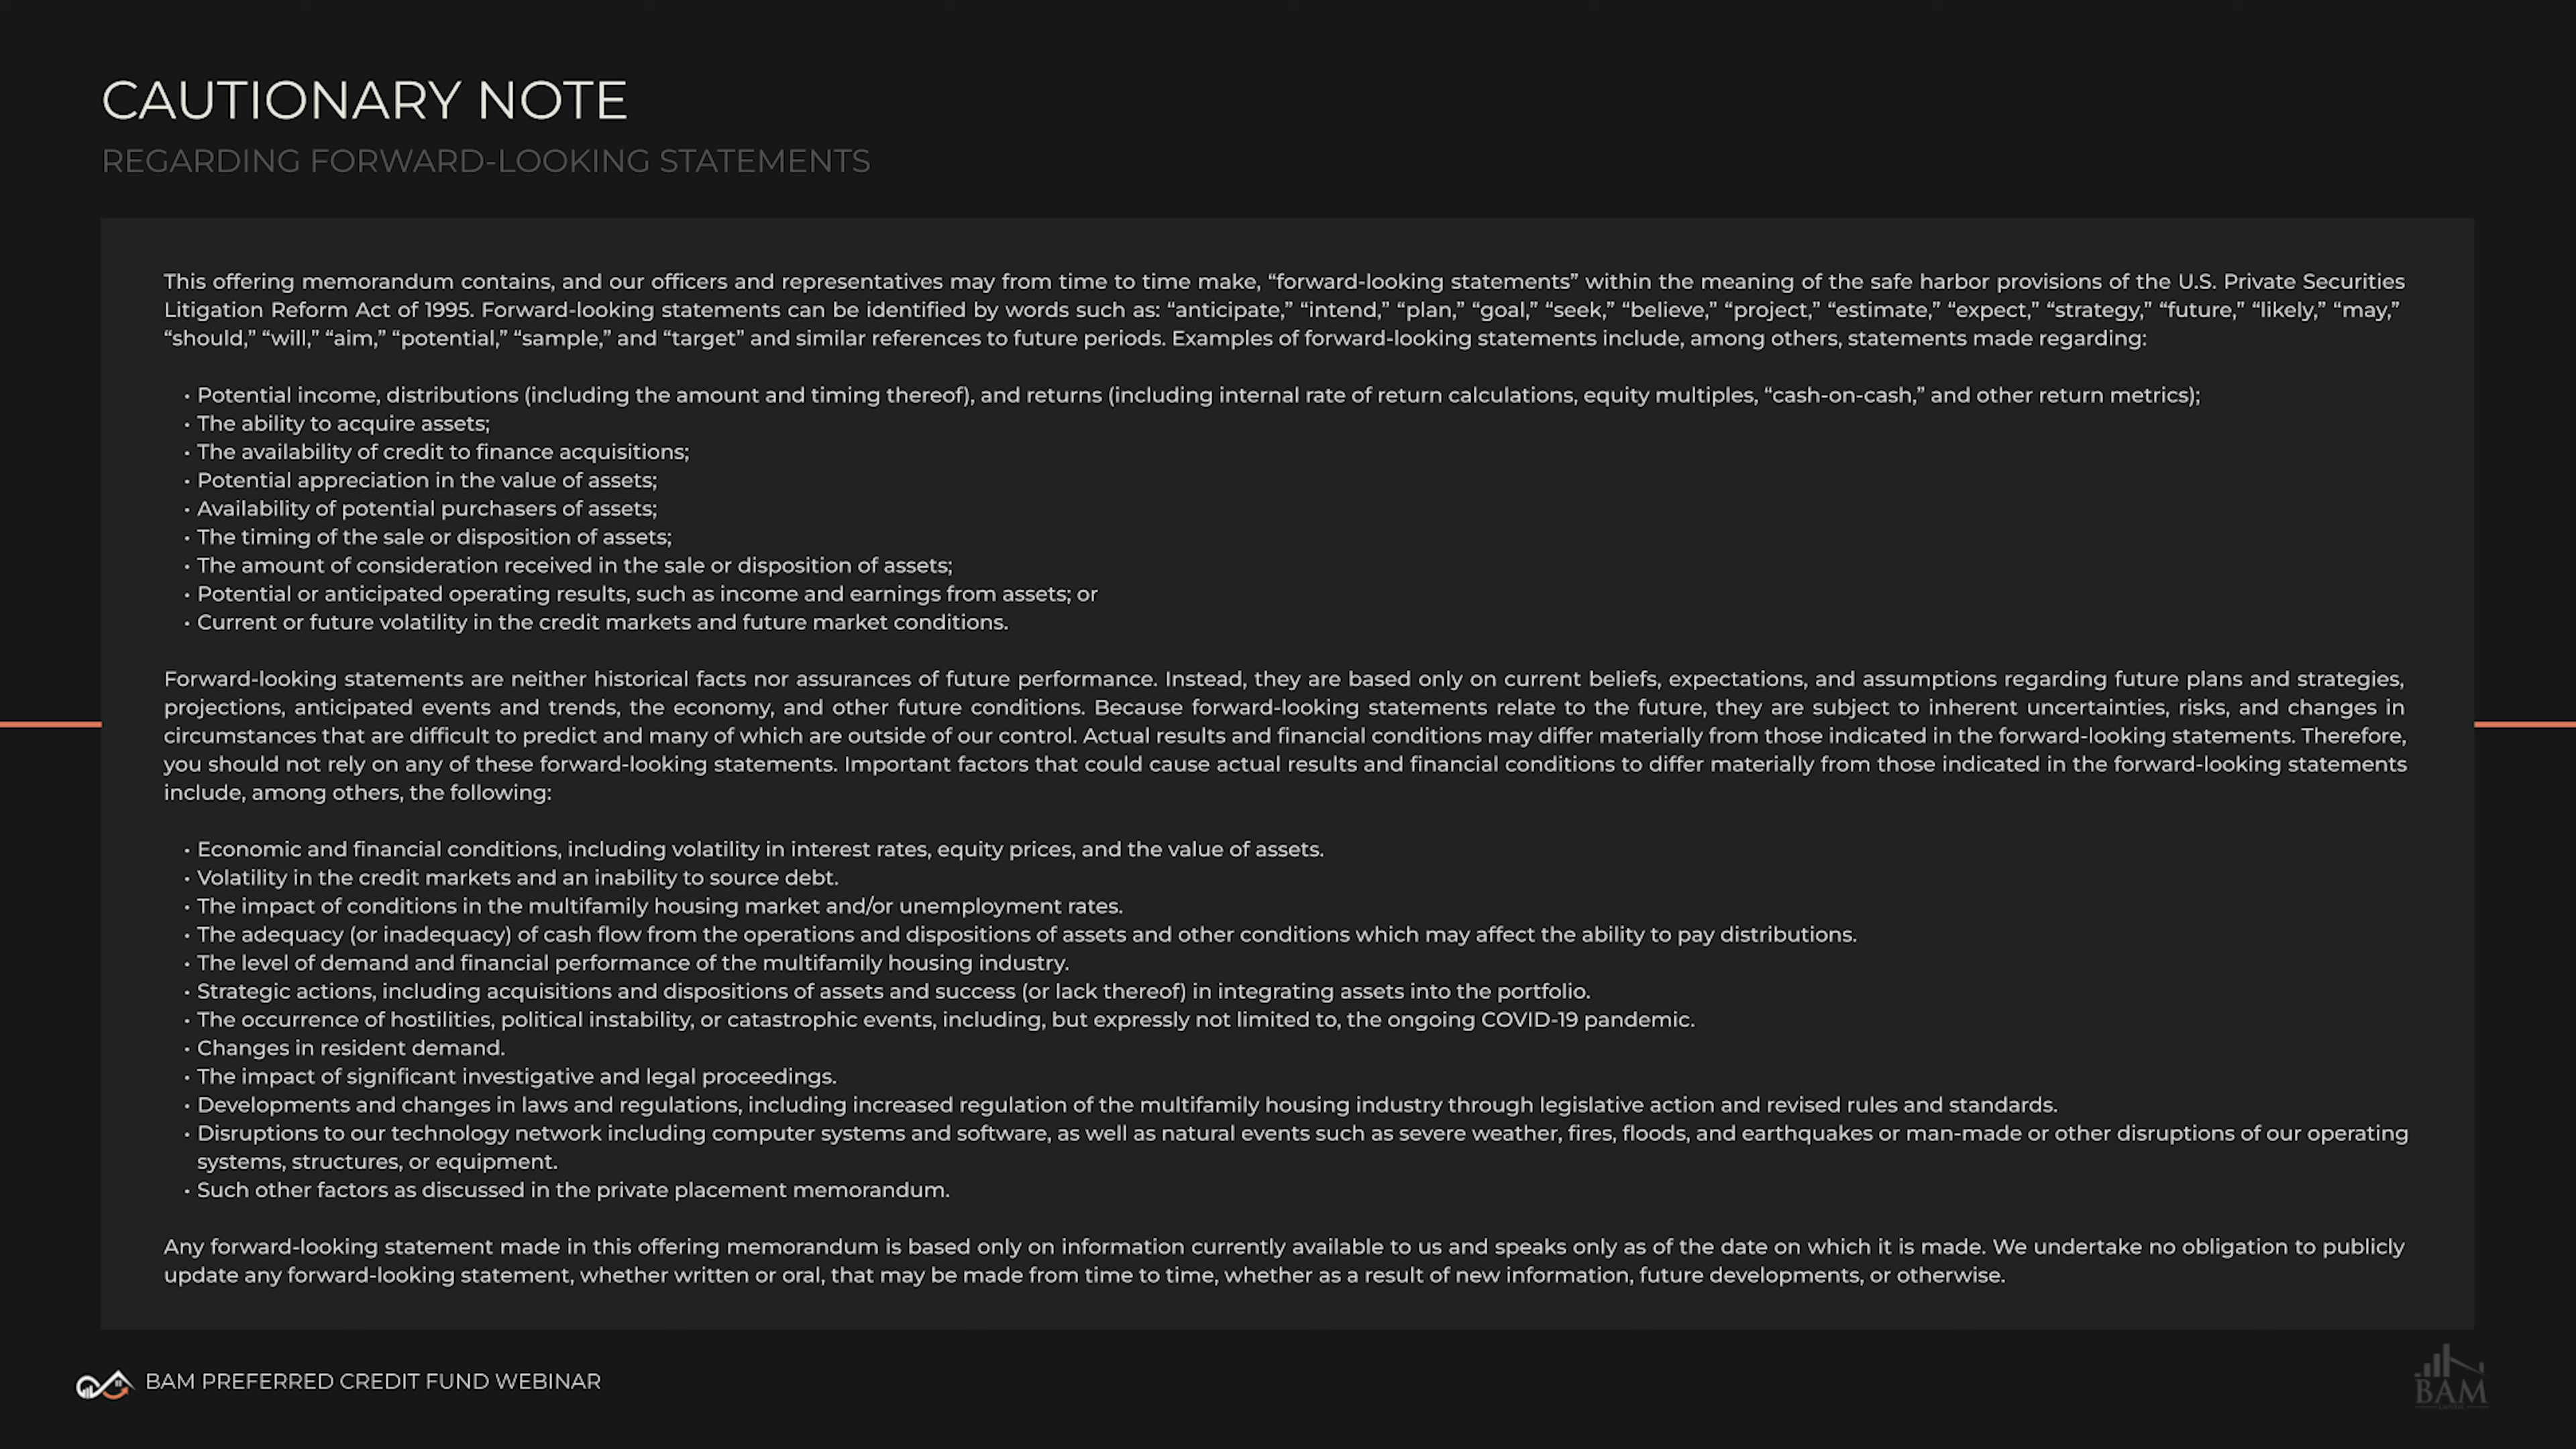 CAUTIONARY NOTE
REGARDING FORWARD-LOOKING STATEMENTS
This offering memorandum contains, and our officers and representatives may from time to time make, “forward-looking statements” within the meaning of the safe harbor provisions of the U.S. Private Securities
Litigation Reform Act of 1995. Forward-looking statements can be identified by words such as: “anticipate,” “intend,” “plan,” “goal,” “seek,” “believe,” “project,” “estimate,” “expect,” “strategy,” “future,” “likely,” “may,”
“should,” “will,” “aim,” “potential,” “sample,” and “target” and similar references to future periods. Examples of forward-looking statements include, among others, statements made regarding:
• Potential income, distributions (including the amount and timing thereof), and returns (including internal rate of return calculations, equity multiples, “cash-on-cash,” and other return metrics);
• The ability to acquire assets;
• The availability of credit to finance acquisitions;
• Potential appreciation in the value of assets;
• Availability of potential purchasers of assets;
• The timing of the sale or disposition of assets;
• The amount of consideration received in the sale or disposition of assets;
• Potential or anticipated operating results, such as income and earnings from assets; or
• Current or future volatility in the credit markets and future market conditions.
Forward-looking statements are neither historical facts nor assurances of future performance. Instead, they are based only on current beliefs, expectations, and assumptions regarding future plans and strategies,
projections, anticipated events and trends, the economy, and other future conditions. Because forward-looking statements relate to the future, they are subject to inherent uncertainties, risks, and changes in
circumstances that are difficult to predict and many of which are outside of our control. Actual results and financial conditions may differ materially from those indicated in the forward-looking statements. Therefore,
you should not rely on any of these forward-looking statements. Important factors that could cause actual results and financial conditions to differ materially from those indicated in the forward-looking statements
include, among others, the following:
• Economic and financial conditions, including volatility in interest rates, equity prices, and the value of assets.
• Volatility in the credit markets and an inability to source debt.
• The impact of conditions in the multifamily housing market and/or unemployment rates.
• The adequacy (or inadequacy) of cash flow from the operations and dispositions of assets and other conditions which may affect the ability to pay distributions.
• The level of demand and financial performance of the multifamily housing industry.
• Strategic actions, including acquisitions and dispositions of assets and success (or lack thereof) in integrating assets into the portfolio.
• The occurrence of hostilities, political instability, or catastrophic events, including, but expressly not limited to, the ongoing COVID-19 pandemic.
• Changes in resident demand.
• The impact of significant investigative and legal proceedings.
• Developments and changes in laws and regulations, including increased regulation of the multifamily housing industry through legislative action and revised rules and standards.
• Disruptions to our technology network including computer systems and software, as well as natural events such as severe weather, fires, floods, and earthquakes or man-made or other disruptions of our operating
systems, structures, or equipment.
• Such other factors as discussed in the private placement memorandum.
Any forward-looking statement made in this offering memorandum is based only on information currently available to us and speaks only as of the date on which it is made. We undertake no obligation to publicly
update any forward-looking statement, whether written or oral, that may be made from time to time, whether as a result of new information, future developments, or otherwise.
BAM PREFERRED CREDIT FUND WEBINAR
BAM